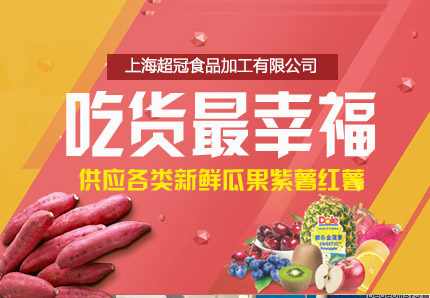 上海超冠食品加工有限公司
吃货最幸福
供应各类新鲜瓜果紫薯红薯
Dole